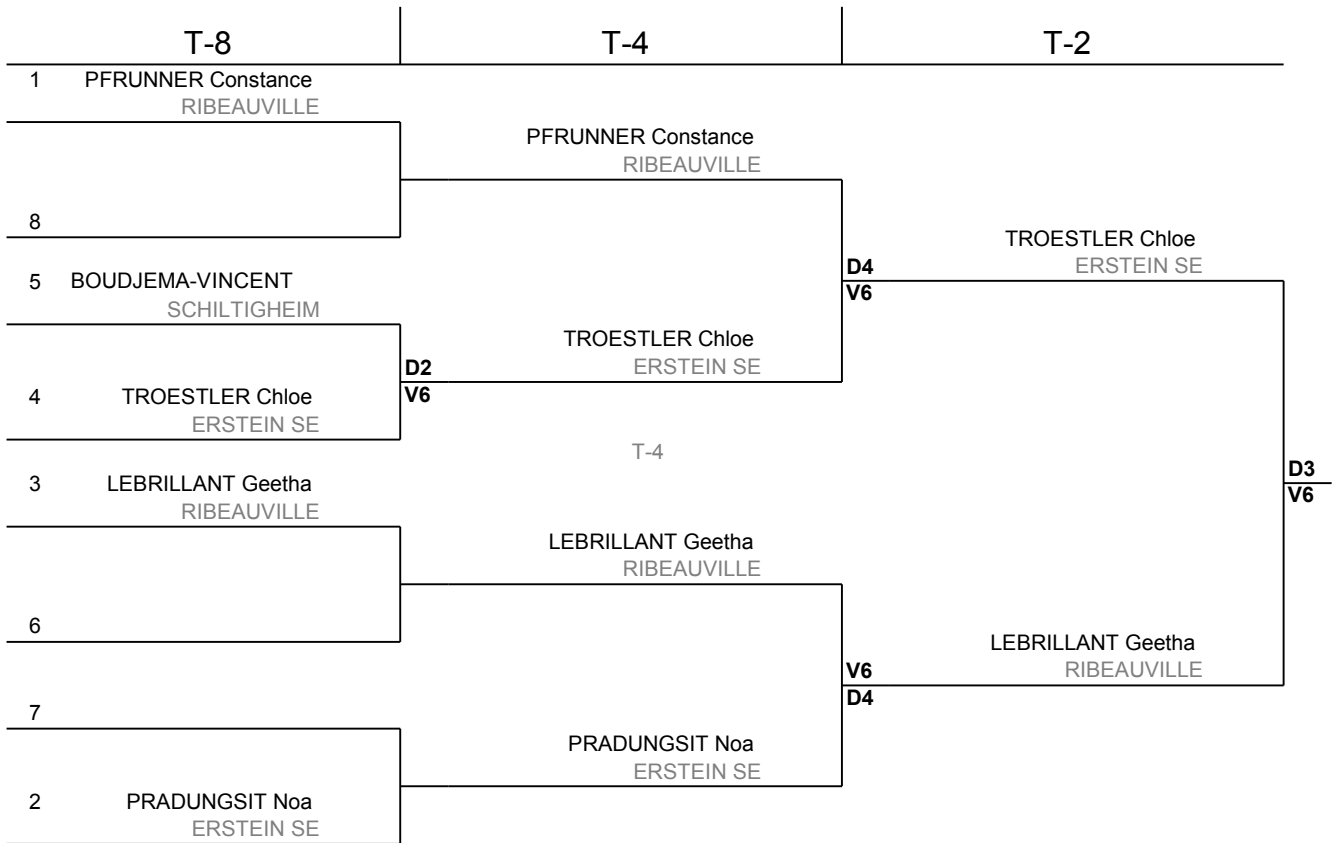 T-8
T-4
T-2
1 PFRUNNER Constance
RIBEAUVILLE
8
5 BOUDJEMA-VINCENT
SCHILTIGHEIM
D2
V6
4 TROESTLER Chloe
ERSTEIN SE
3 LEBRILLANT Geetha
RIBEAUVILLE
6
7
2 PRADUNGSIT Noa
ERSTEIN SE
PFRUNNER Constance
RIBEAUVILLE
D4
V6
TROESTLER Chloe
ERSTEIN SE
T-4
LEBRILLANT Geetha
RIBEAUVILLE
V6
D4
PRADUNGSIT Noa
ERSTEIN SE
TROESTLER Chloe
ERSTEIN SE
D3
V6
LEBRILLANT Geetha
RIBEAUVILLE